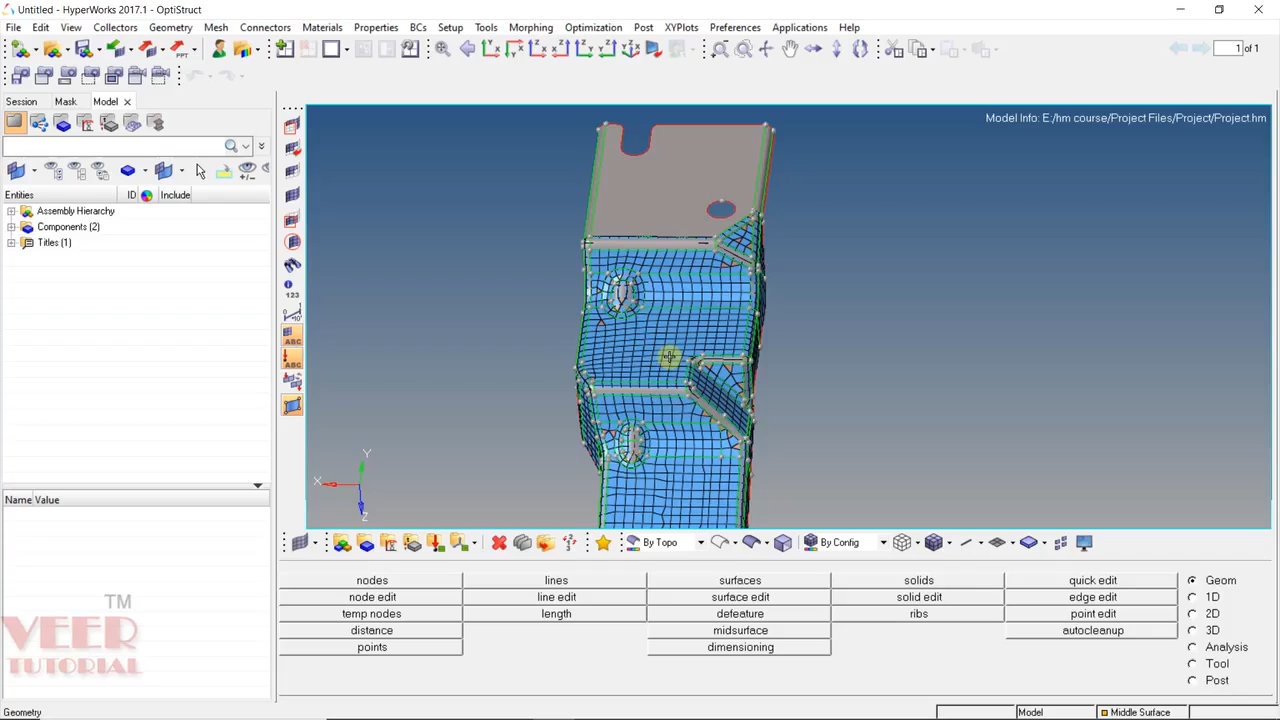 Untitled - HyperWorks 2017.1 - OptiStruct
File Edit View Collectors Geometry Mesh Connectors Materials Properties BCs Setup Tools Morphing Optimization Post XYPlots Preferences Applications Help
1 of 1
Session Mask Model
Model Info: E:/hm course/Project Files/Project/Project.hm
Entities ID Include
Assembly Hierarchy
Components (2)
Titles (1)
123
ABC
ABC
Y
X
Z
Name Value
By Topo By Config
nodes lines surfaces solids quick edit Geom
node edit line edit surface edit solid edit edge edit 1D
temp nodes length defeature ribs point edit 2D
distance midsurface autocleanup 3D
points dimensioning Analysis
Tool
Post
TM
VEER
TUTORIAL
Geometry Model Middle Surface